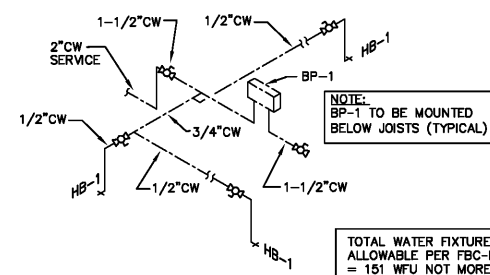 1-1/2"CW
1/2"CW
2"CW
SERVICE
HB-1
BP-1
NOTE:
BP-1 TO BE MOUNTED
BELOW JOISTS (TYPICAL)
1/2"CW
3/4"CW
HB-1
1/2"CW
1-1/2"CW
HB-1
TOTAL WATER FIXTURE
ALLOWABLE PER FBC-
= 151 WFU NOT MORE